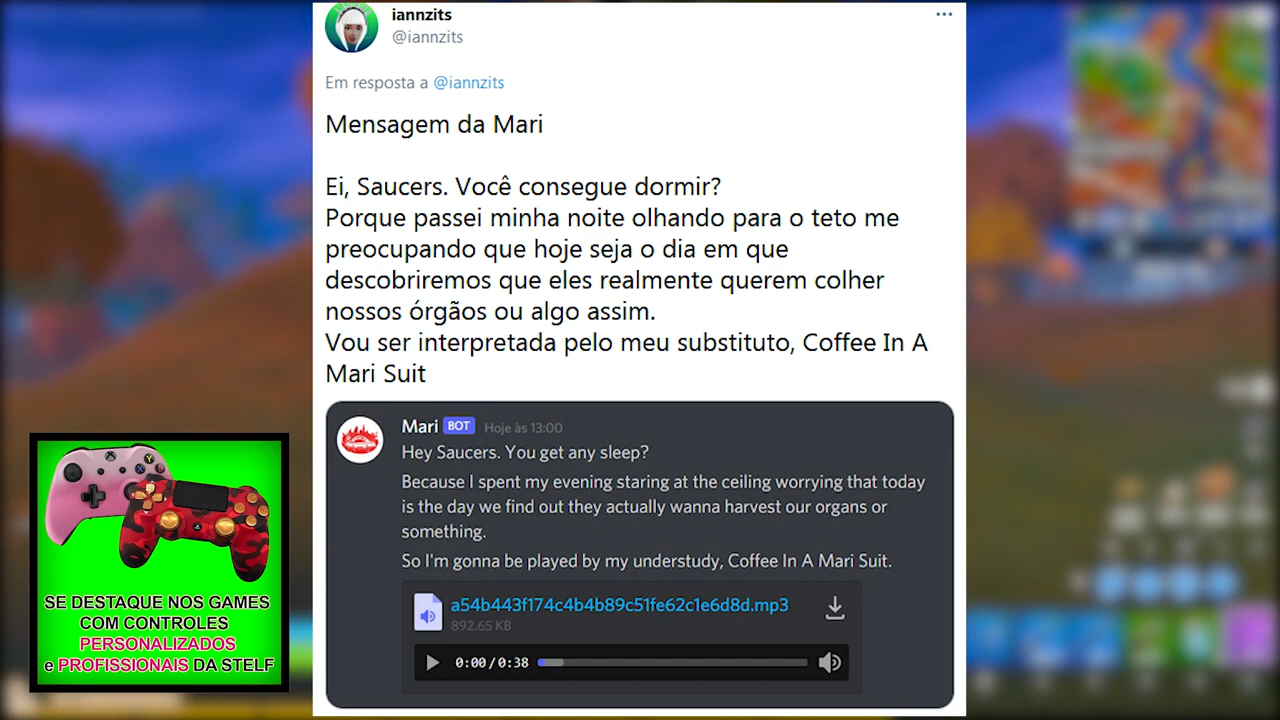 iannzits
@iannzits
Em resposta a @iannzits
Mensagem da Mari
Ei, Saucers. Você consegue dormir?
Porque passei minha noite olhando para o teto me
preocupando que hoje seja o dia em que
descobriremos que eles realmente querem colher
nossos órgãos ou algo assim.
Vou ser interpretada pelo meu substituto, Coffee In A
Mari Suit
Mari BOT Hoje às 13:00
Hey Saucers. You get any sleep?
Because I spent my evening staring at the ceiling worrying that today
is the day we find out they actually wanna harvest our organs or
something.
So I'm gonna be played by my understudy, Coffee In A Mari Suit.
a54b443f174c4b4b89c51fe62c1e6d8d.mp3
892.65 KB
0:00/0:38
SE DESTAQUE NOS GAMES
COM CONTROLES
PERSONALIZADOS
e PROFISSIONAIS DA STELF